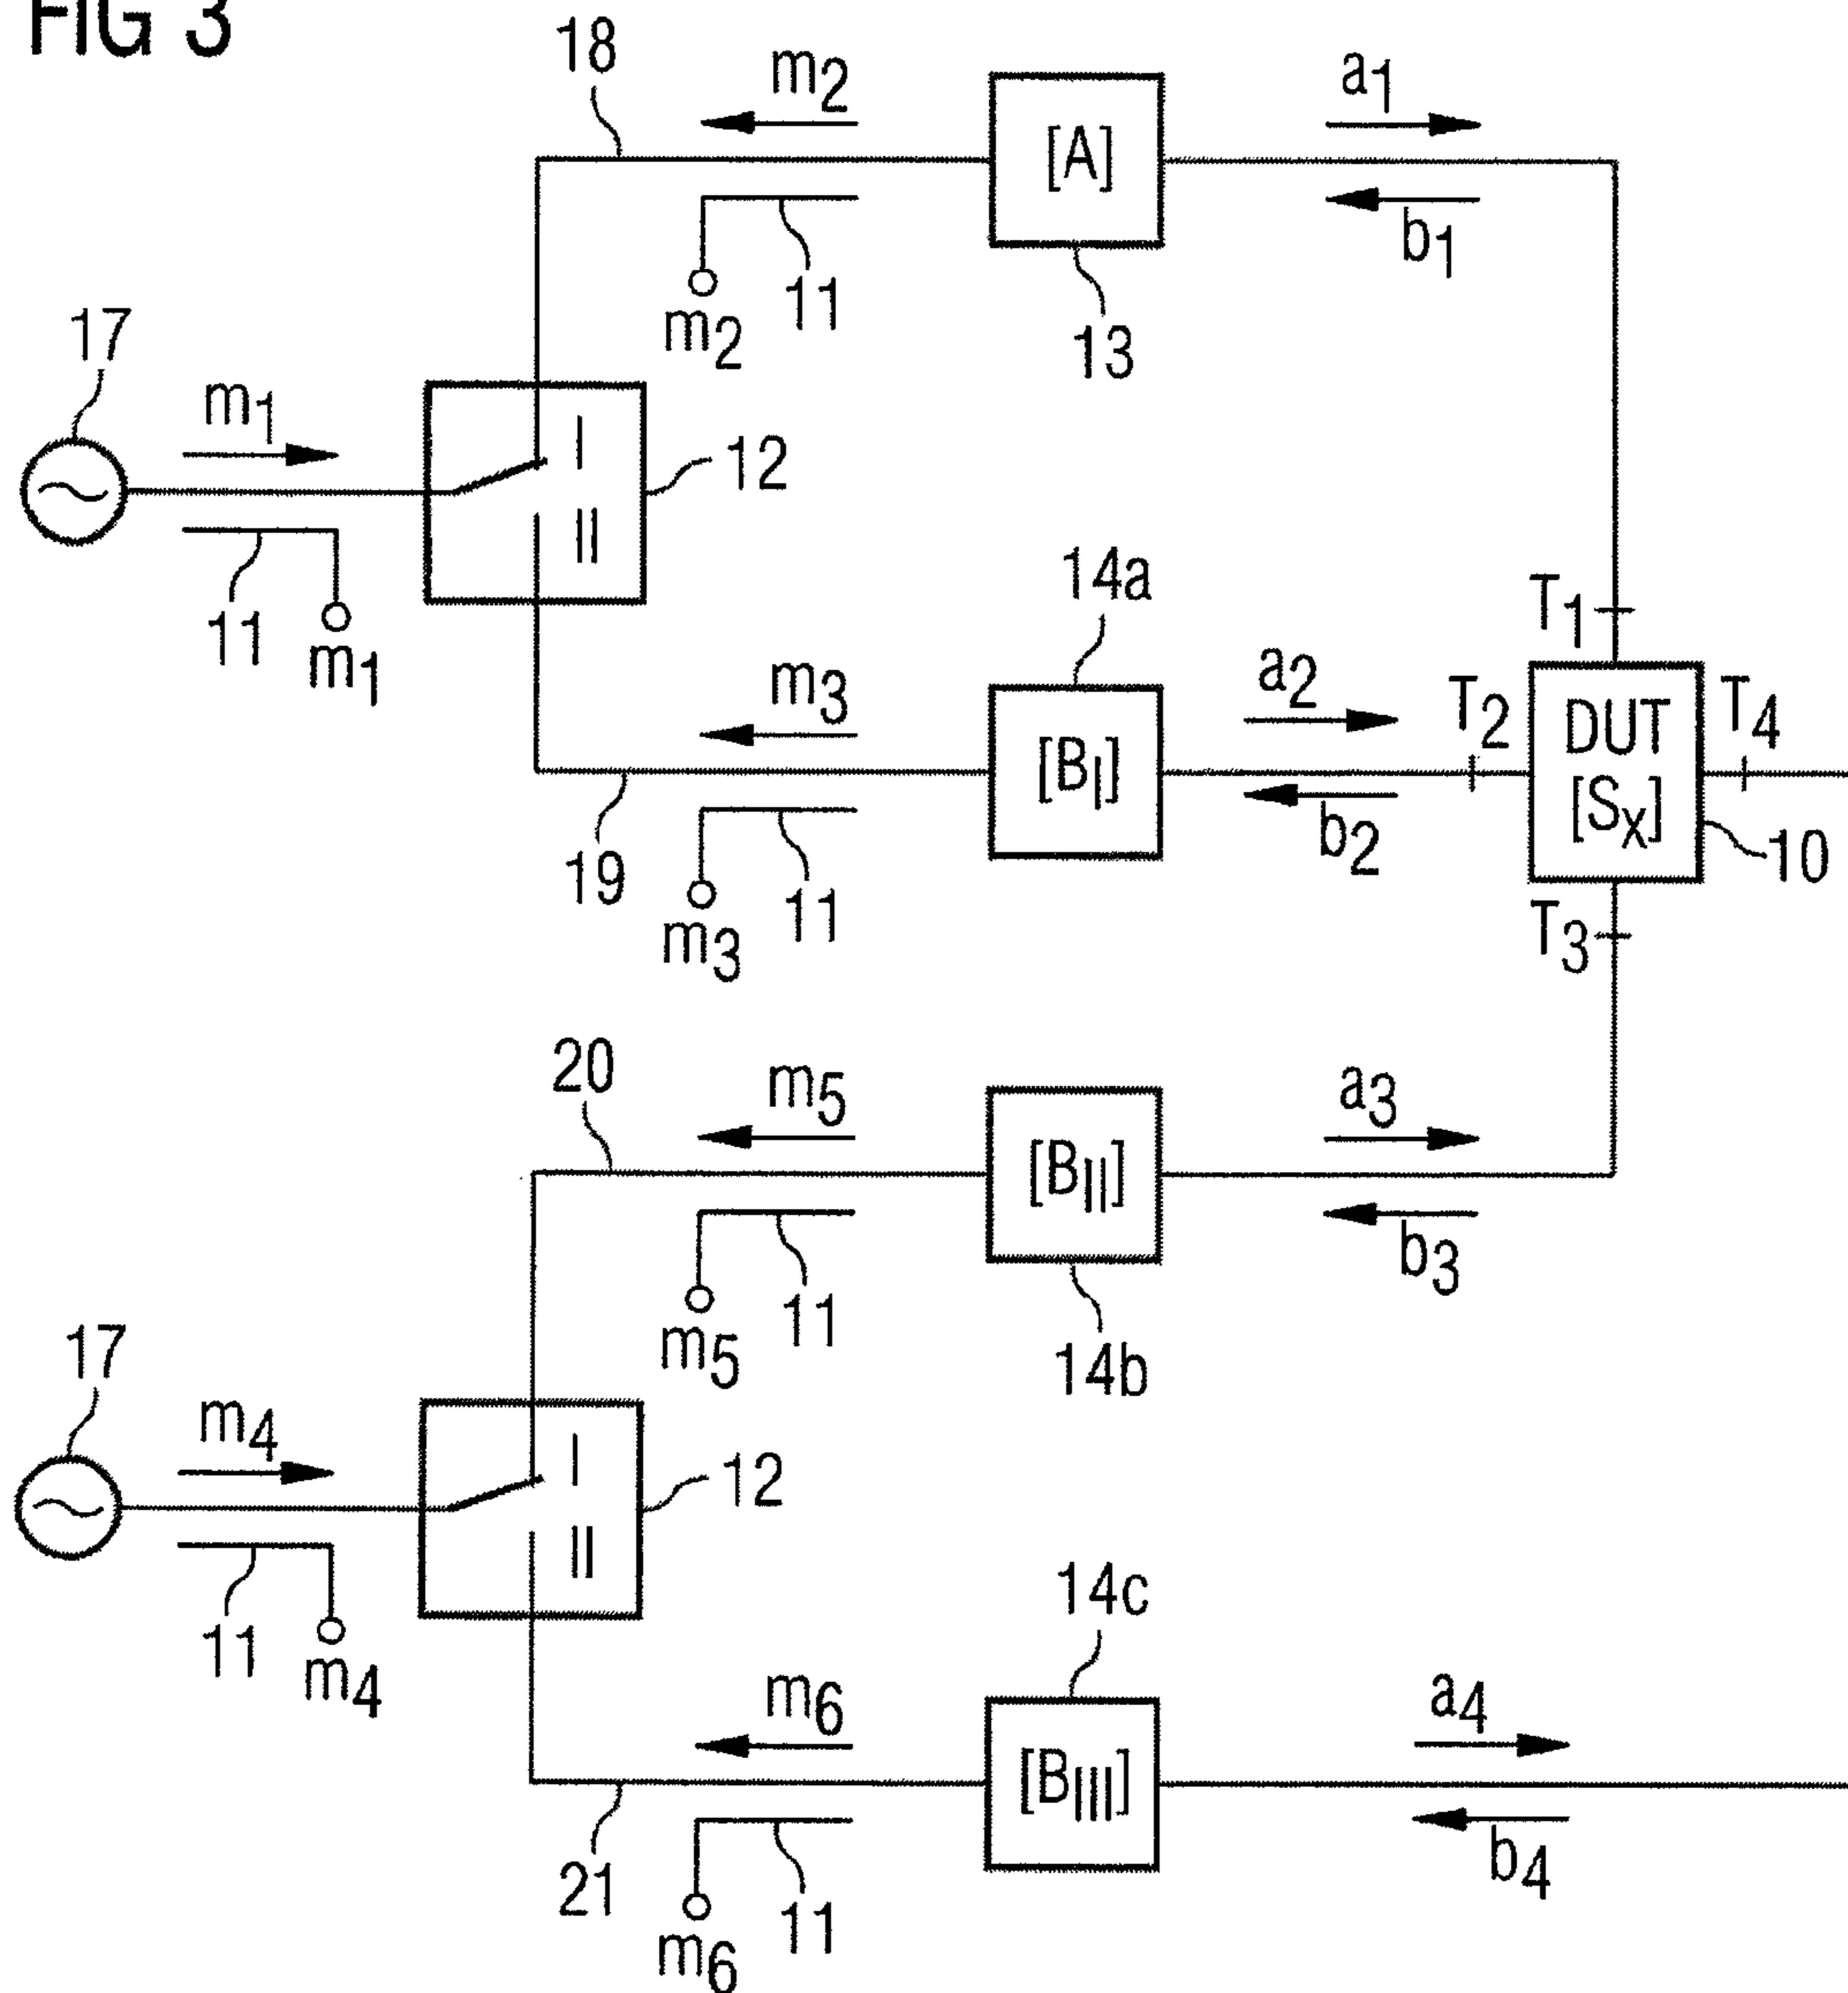 FIG 3
18
m2
a1
[A]
b1
11
m2
13
17
m1
I
12
II
14a
11
m1
T1
m3
a2
T2
DUT
T4
[BI]
[SX]
b2
10
19
11
m3
T3
20
m5
a3
[BII]
b3
11
m5
14b
17
m4
I
12
II
14c
11
m4
m6
a4
[BIII]
b4
21
11
m6